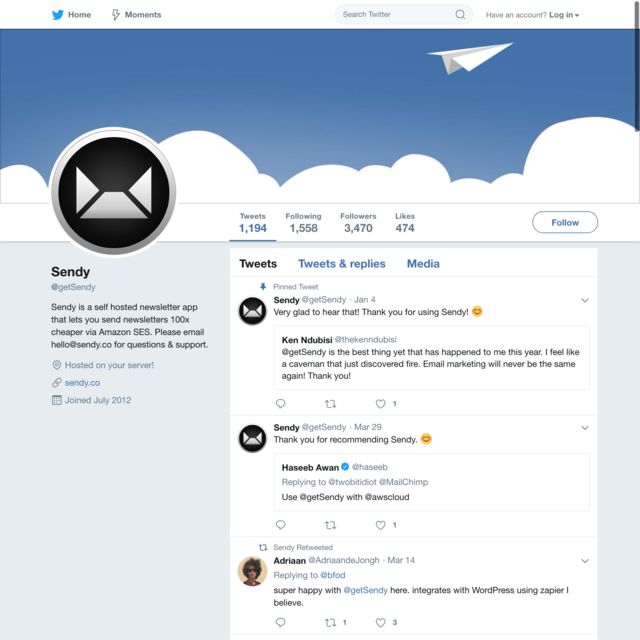 Home
Moments
Search Twitter
Have an account? Log in
Tweets
1,194
Following
1,558
Followers
3,470
Likes
474
Follow
Sendy
@getSendy
Sendy is a self hosted newsletter app
that lets you send newsletters 100x
cheaper via Amazon SES. Please email
hello@sendy.co for questions & support.
Hosted on your server!
sendy.co
Joined July 2012
Tweets
Tweets & replies
Media
Pinned Tweet
Sendy @getSendy · Jan 4
Very glad to hear that! Thank you for using Sendy! 😊
Ken Ndubisi @thekenndubisi
@getSendy is the best thing yet that has happened to me this year. I feel like
a caveman that just discovered fire. Email marketing will never be the same
again! Thank you!
1
Sendy @getSendy · Mar 29
Thank you for recommending Sendy. 😊
Haseeb Awan @haseeb
Replying to @twobitidiot @MailChimp
Use @getSendy with @awscloud
1
Sendy Retweeted
Adriaan @AdriaandeJongh · Mar 14
Replying to @bfod
super happy with @getSendy here. integrates with WordPress using zapier I
believe.
1
3